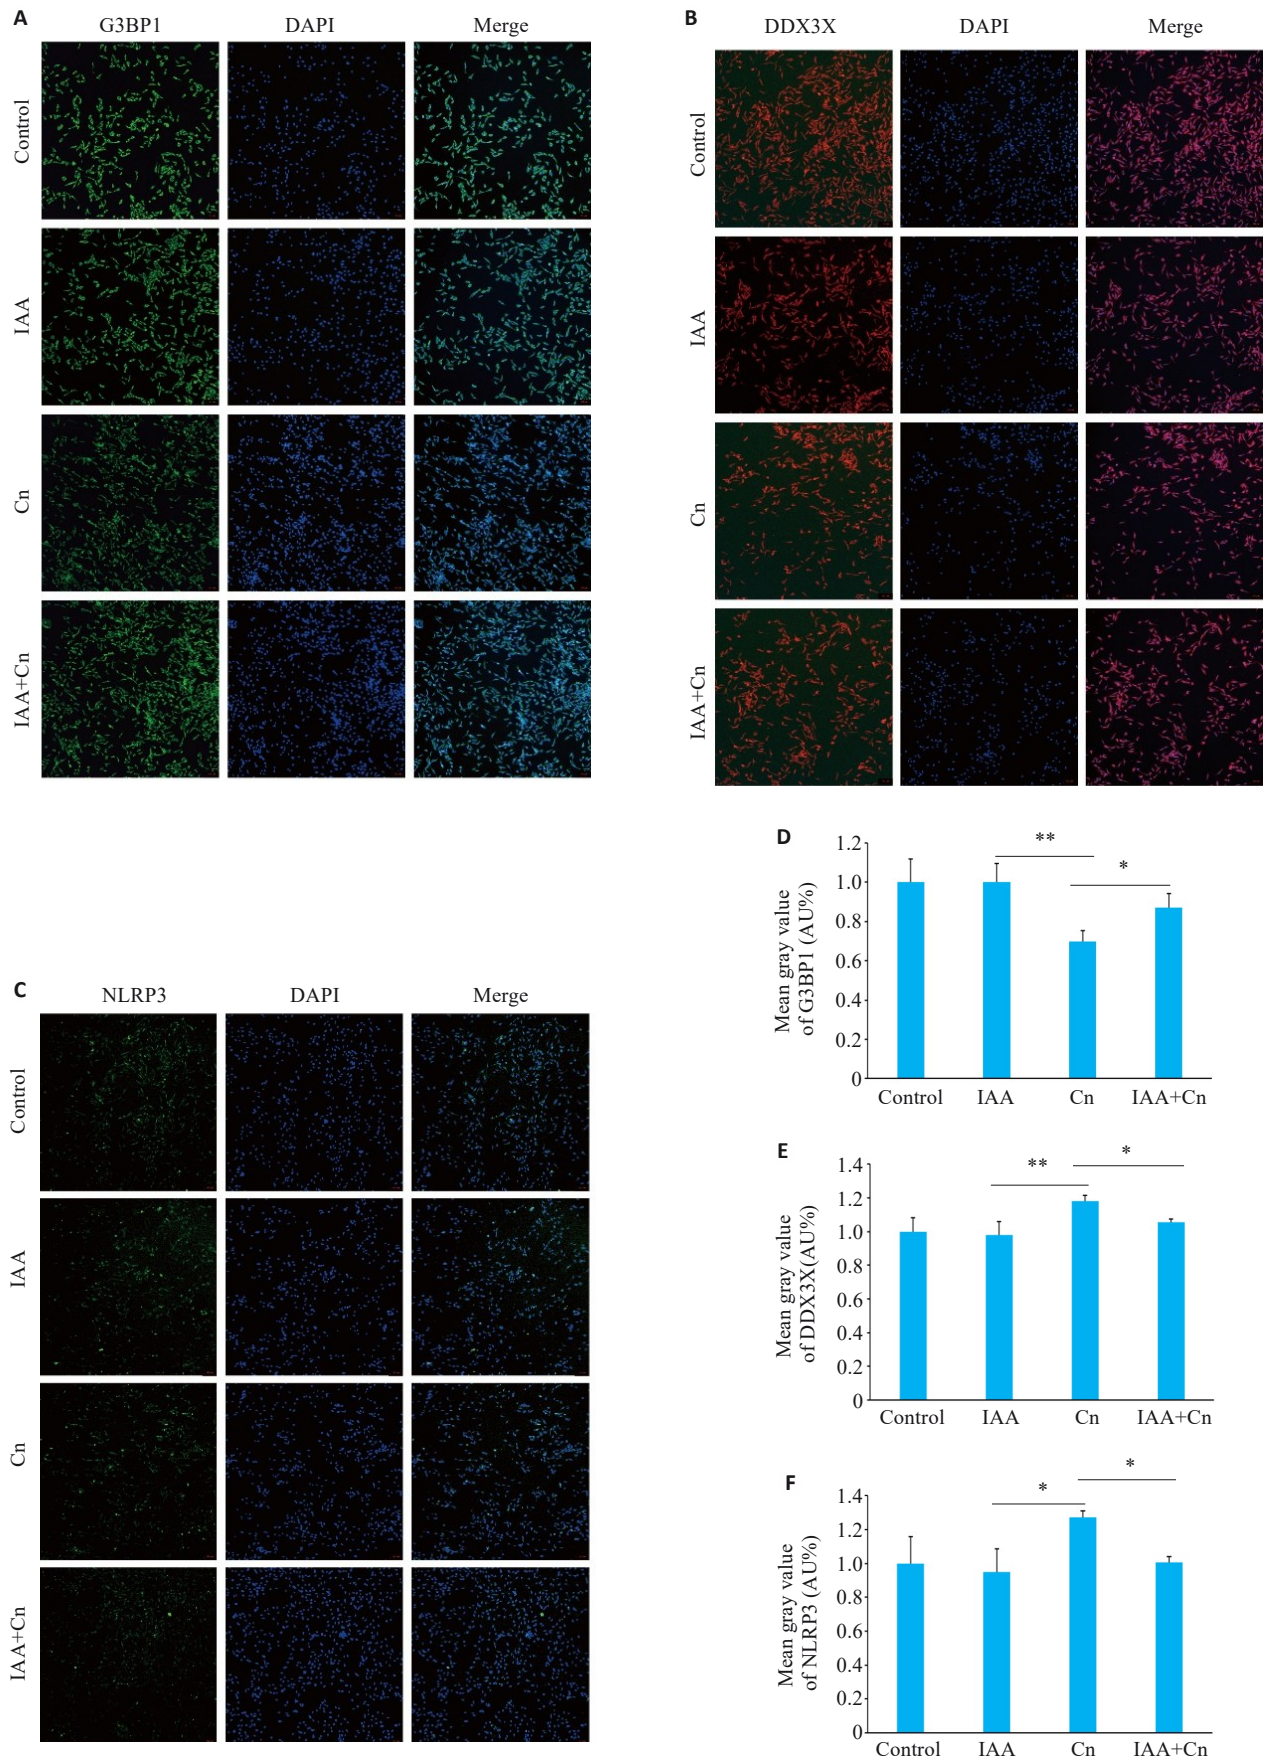 A
G3BP1 DAPI Merge
Control
IAA
Cn
IAA+Cn
B
DDX3X DAPI Merge
Control
IAA
Cn
IAA+Cn
C
NLRP3 DAPI Merge
Control
IAA
Cn
IAA+Cn
D
Mean gray value
of G3BP1 (AU%)
1.2
1.0
0.8
0.6
0.4
0.2
0
** *
Control IAA Cn IAA+Cn
E
Mean gray value
of DDX3X(AU%)
1.4
1.2
1.0
0.8
0.6
0.4
0.2
0
** *
Control IAA Cn IAA+Cn
F
Mean gray value
of NLRP3 (AU%)
1.4
1.2
1.0
0.8
0.6
0.4
0.2
0
* *
Control IAA Cn IAA+Cn